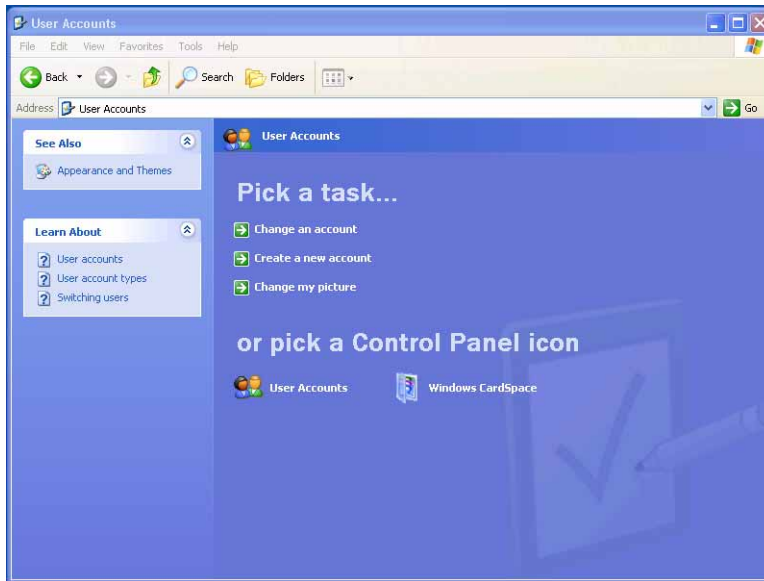 User Accounts
File Edit View Favorites Tools Help
Back Search Folders
Address User Accounts Go
See Also
Appearance and Themes
Learn About
User accounts
User account types
Switching users
User Accounts
Pick a task...
Change an account
Create a new account
Change my picture
or pick a Control Panel icon
User Accounts Windows CardSpace